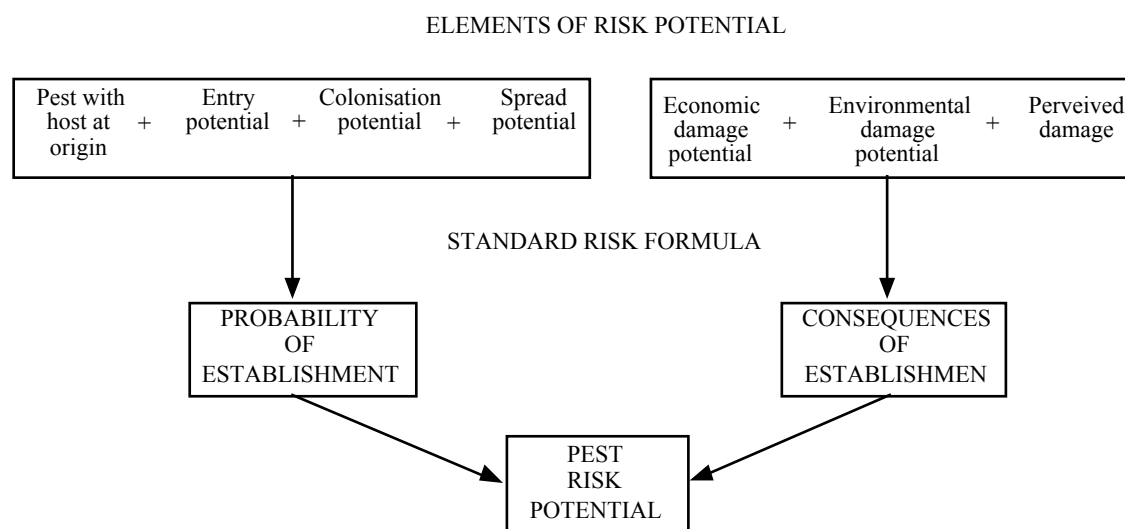 ELEMENTS OF RISK POTENTIAL
Pest with
host at
origin
+
Entry
potential
+
Colonisation
potential
+
Spread
potential
Economic
damage
potential
+
Environmental
damage
potential
+
Perveived
damage
STANDARD RISK FORMULA
PROBABILITY
OF
ESTABLISHMENT
CONSEQUENCES
OF
ESTABLISHMEN
PEST
RISK
POTENTIAL